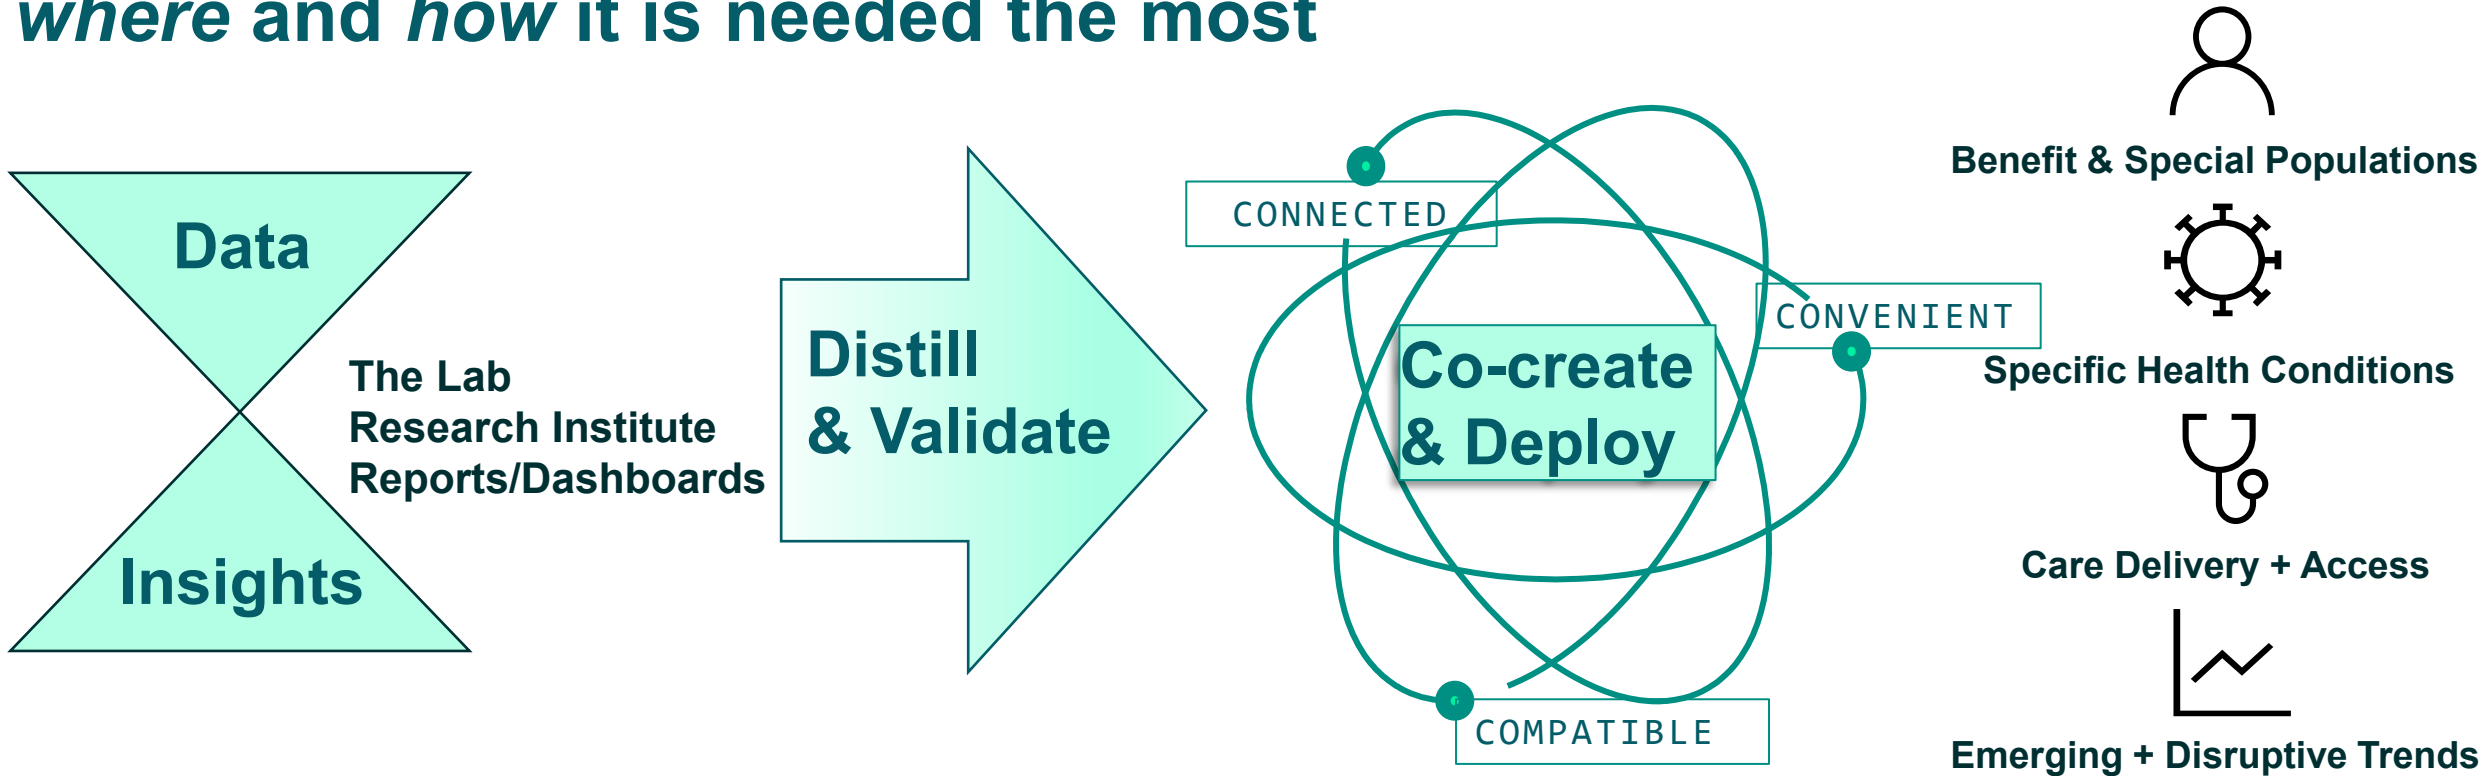 where and how it is needed the most
Data
Insights
The Lab
Research Institute
Reports/Dashboards
Distill
& Validate
CONNECTED
CONVENIENT
Co-create
& Deploy
COMPATIBLE
Benefit & Special Populations
Specific Health Conditions
Care Delivery + Access
Emerging + Disruptive Trends